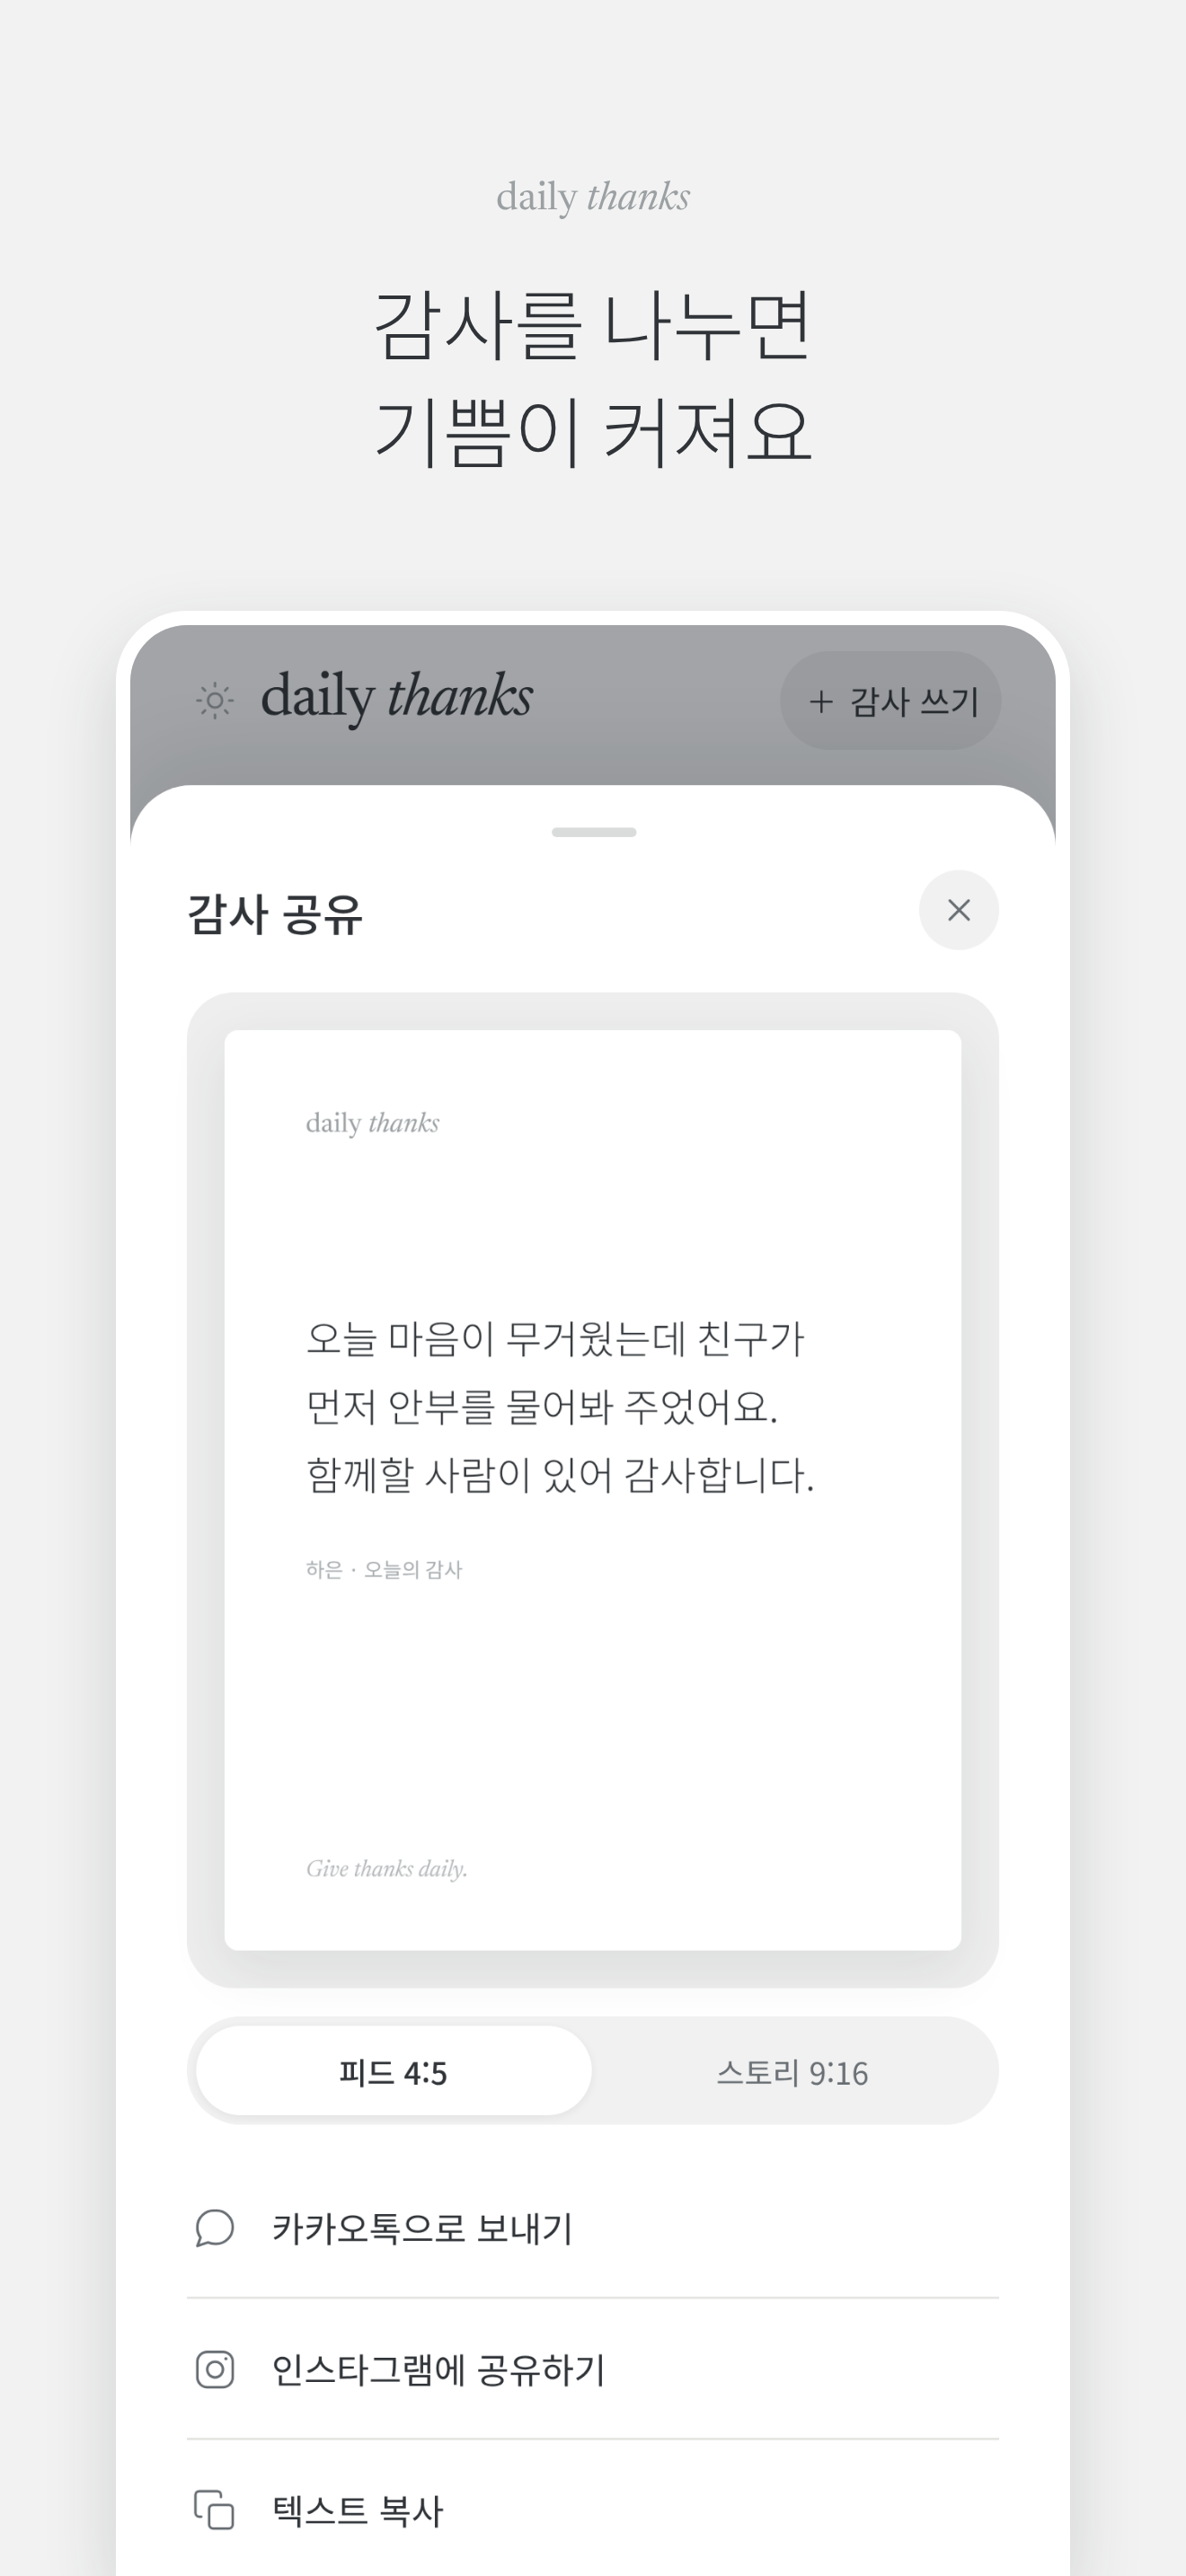 daily thanks
감사를 나누면
기쁨이 커져요
daily thanks
+ 감사 쓰기
감사 공유
daily thanks
오늘 마음이 무거웠는데 친구가
먼저 안부를 물어봐 주었어요.
함께할 사람이 있어 감사합니다.
하은 · 오늘의 감사
Give thanks daily.
피드 4:5
스토리 9:16
카카오톡으로 보내기
인스타그램에 공유하기
텍스트 복사